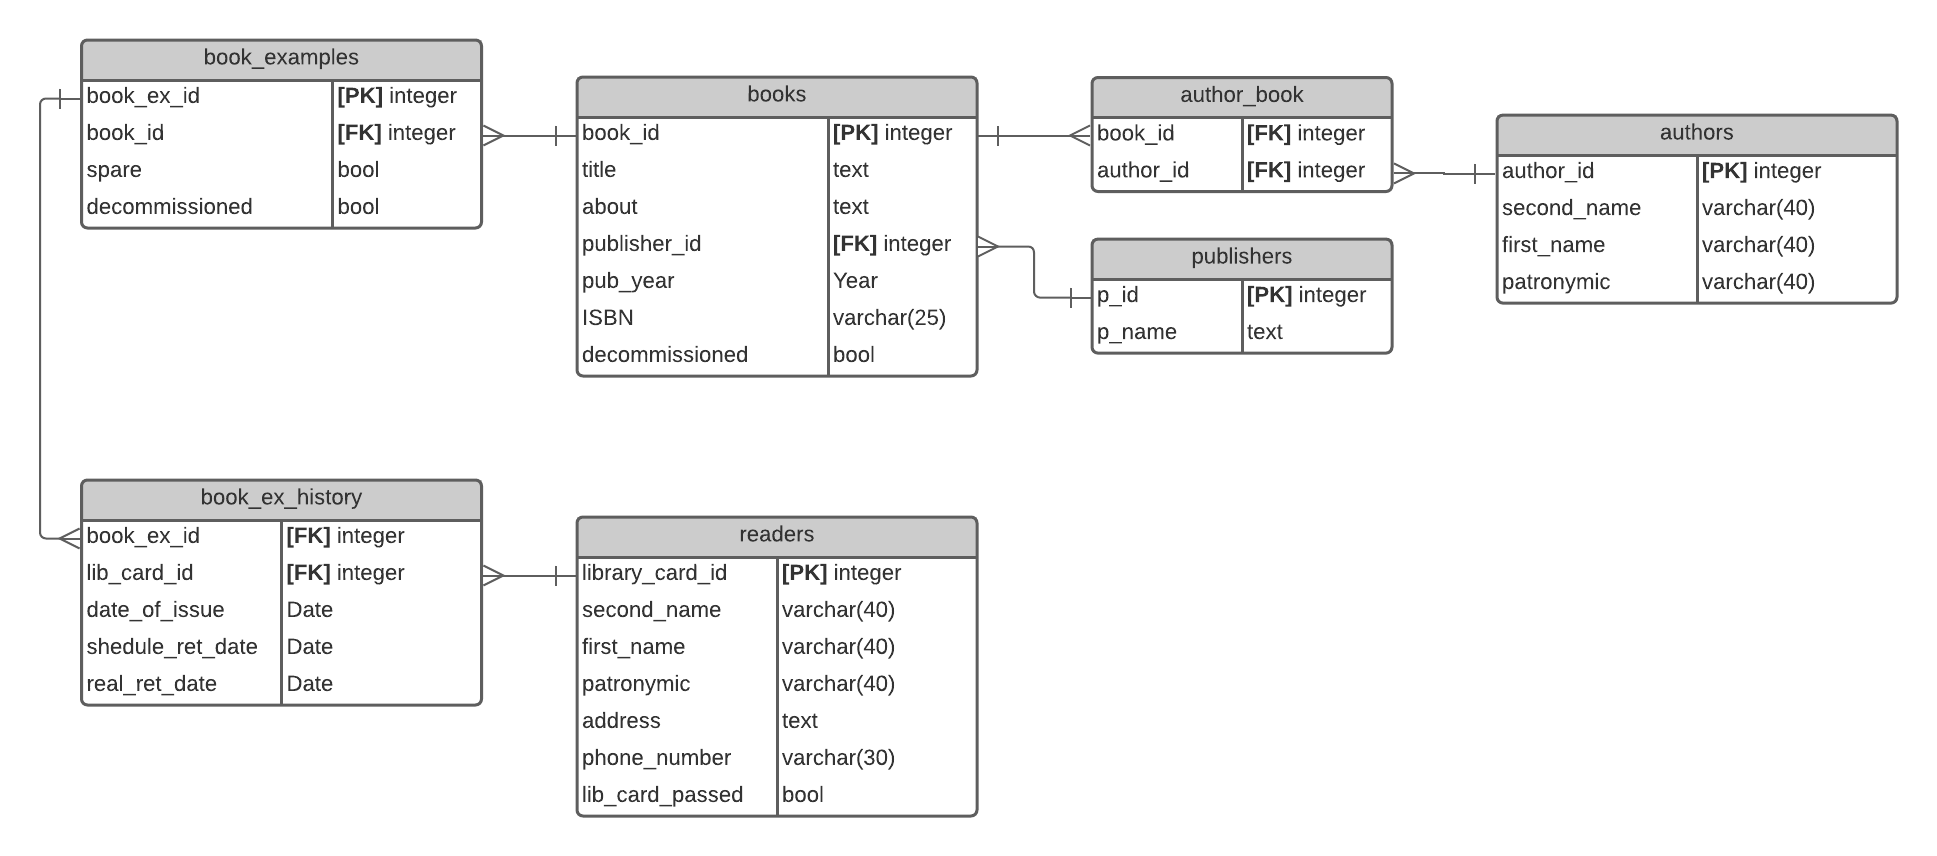 book_examples
book_ex_id [PK] integer
book_id [FK] integer
spare bool
decommissioned bool
books
book_id [PK] integer
title text
about text
publisher_id [FK] integer
pub_year Year
ISBN varchar(25)
decommissioned bool
author_book
book_id [FK] integer
author_id [FK] integer
publishers
p_id [PK] integer
p_name text
authors
author_id [PK] integer
second_name varchar(40)
first_name varchar(40)
patronymic varchar(40)
book_ex_history
book_ex_id [FK] integer
lib_card_id [FK] integer
date_of_issue Date
shedule_ret_date Date
real_ret_date Date
readers
library_card_id [PK] integer
second_name varchar(40)
first_name varchar(40)
patronymic varchar(40)
address text
phone_number varchar(30)
lib_card_passed bool